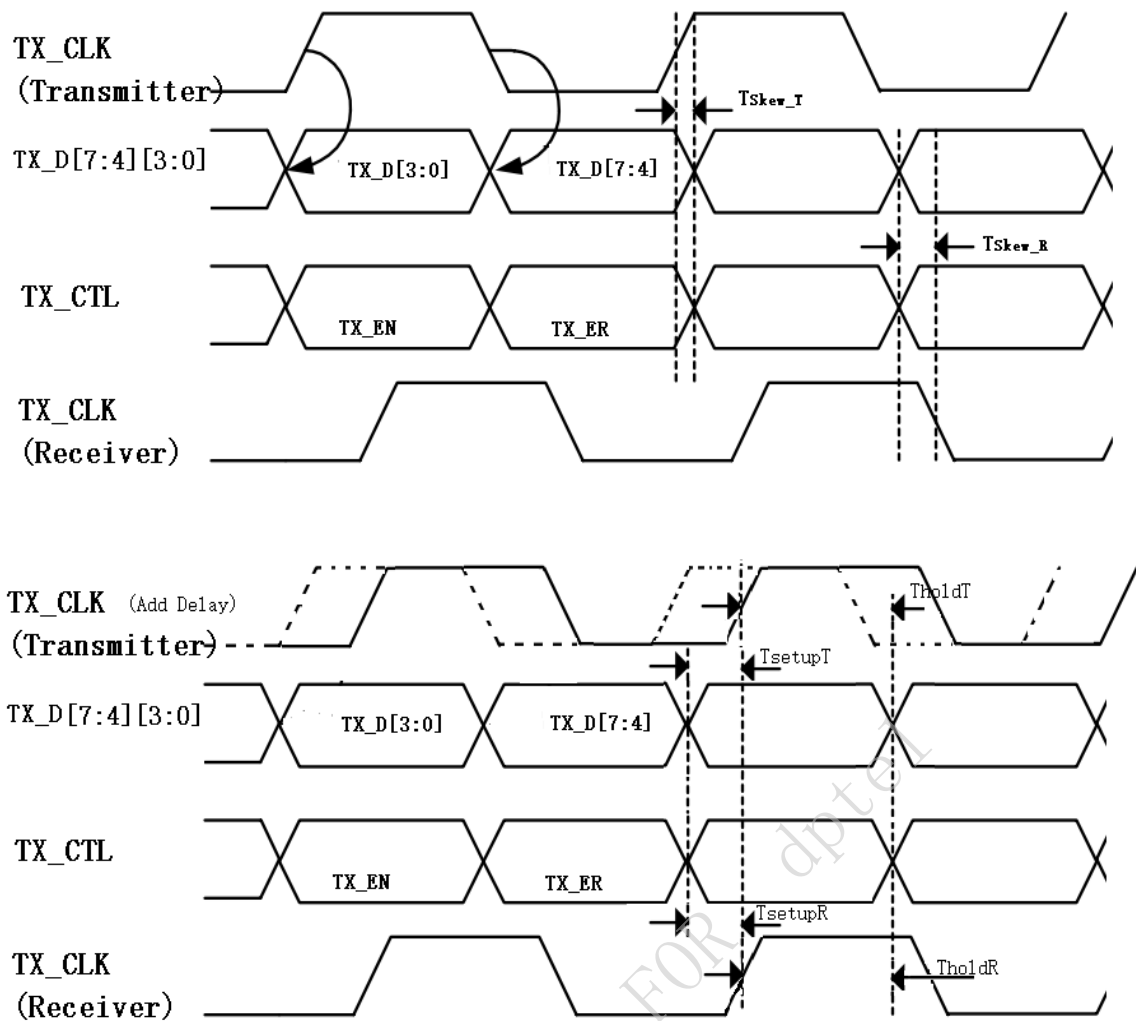 TX_CLK
(Transmitter)
TSkew_T
TX_D[7:4][3:0]
TX_D[3:0]
TX_D[7:4]
TSkew_R
TX_CTL
TX_EN
TX_ER
TX_CLK
(Receiver)
TX_CLK (Add Delay)
(Transmitter)
TholdT
TsetupT
TX_D[7:4][3:0]
TX_D[3:0]
TX_D[7:4]
TX_CTL
TX_EN
TX_ER
TsetupR
TX_CLK
(Receiver)
TholdR
FOR dptel